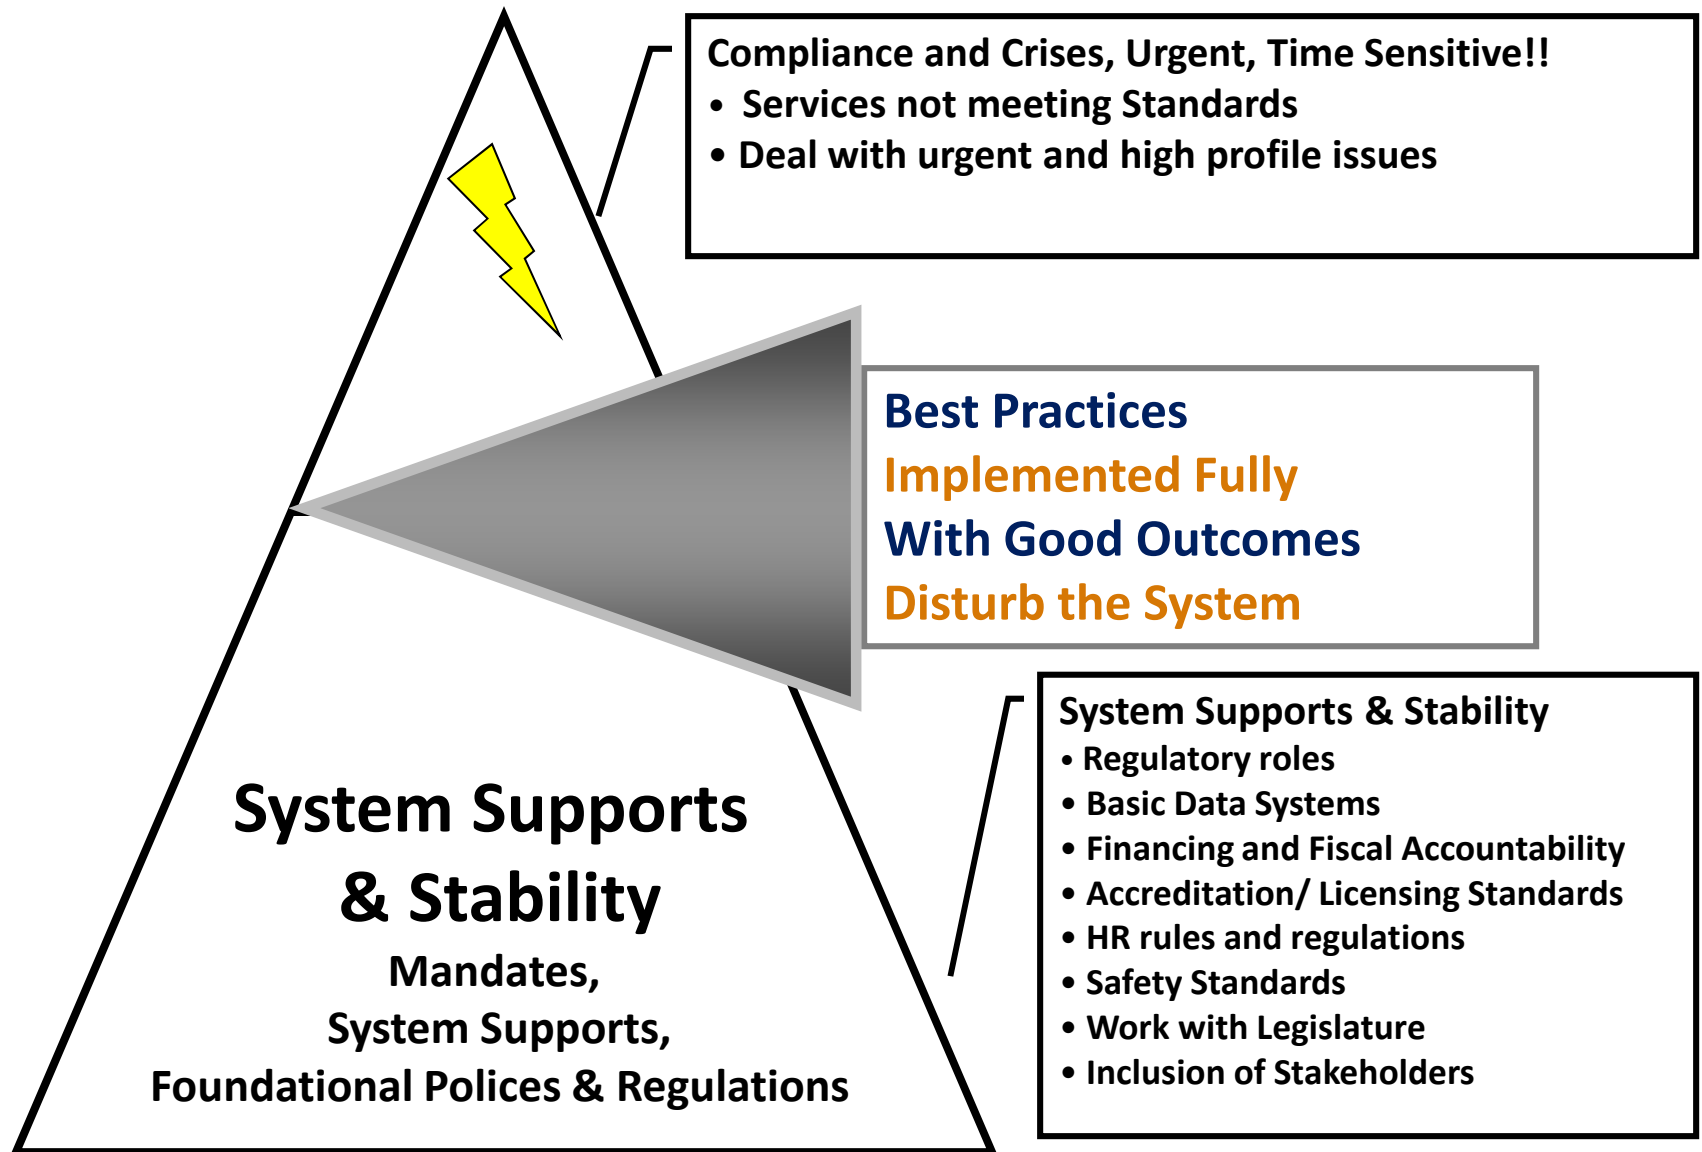 Compliance and Crises, Urgent, Time Sensitive!!
• Services not meeting Standards
• Deal with urgent and high profile issues
Best Practices
Implemented Fully
With Good Outcomes
Disturb the System
System Supports
& Stability
Mandates,
System Supports,
Foundational Polices & Regulations
System Supports & Stability
• Regulatory roles
• Basic Data Systems
• Financing and Fiscal Accountability
• Accreditation/ Licensing Standards
• HR rules and regulations
• Safety Standards
• Work with Legislature
• Inclusion of Stakeholders